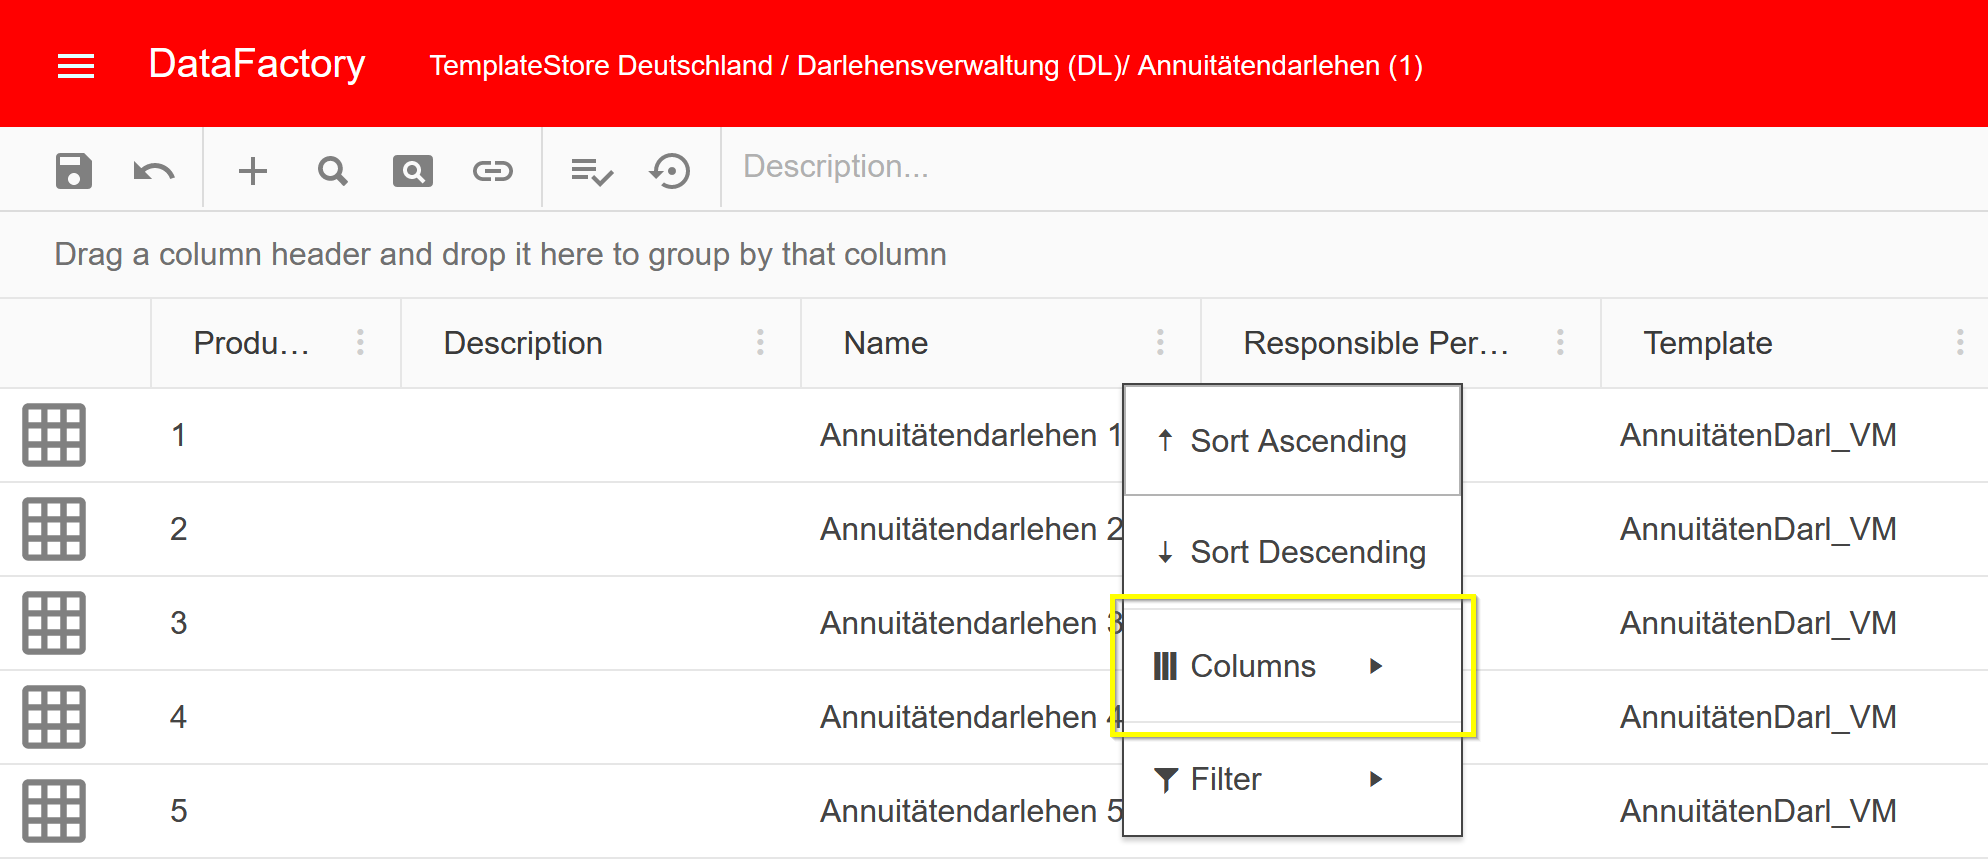 DataFactory TemplateStore Deutschland / Darlehensverwaltung (DL)/ Annuitätendarlehen (1)
Description...
Drag a column header and drop it here to group by that column
Produ... Description Name Responsible Per... Template
1 Annuitätendarlehen 1 AnnuitätenDarl_VM
Sort Ascending
2 Annuitätendarlehen 2 AnnuitätenDarl_VM
Sort Descending
3 Annuitätendarlehen 3 AnnuitätenDarl_VM
Columns
4 Annuitätendarlehen 4 AnnuitätenDarl_VM
Filter
5 Annuitätendarlehen 5 AnnuitätenDarl_VM